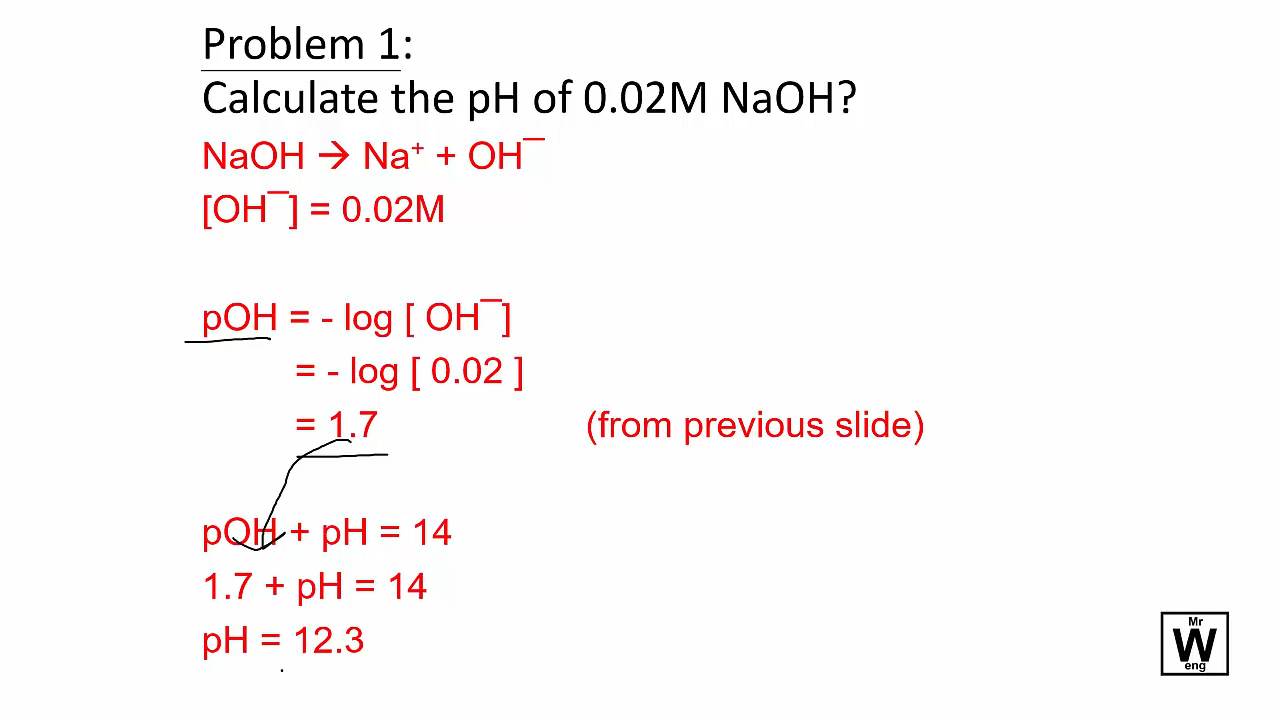 Problem 1:
Calculate the pH of 0.02M NaOH?
NaOH → Na⁺ + OH¯
[OH¯] = 0.02M
pOH = - log [ OH¯]
= - log [ 0.02 ]
= 1.7 (from previous slide)
pOH + pH = 14
1.7 + pH = 14
pH = 12.3
Mr
W
eng